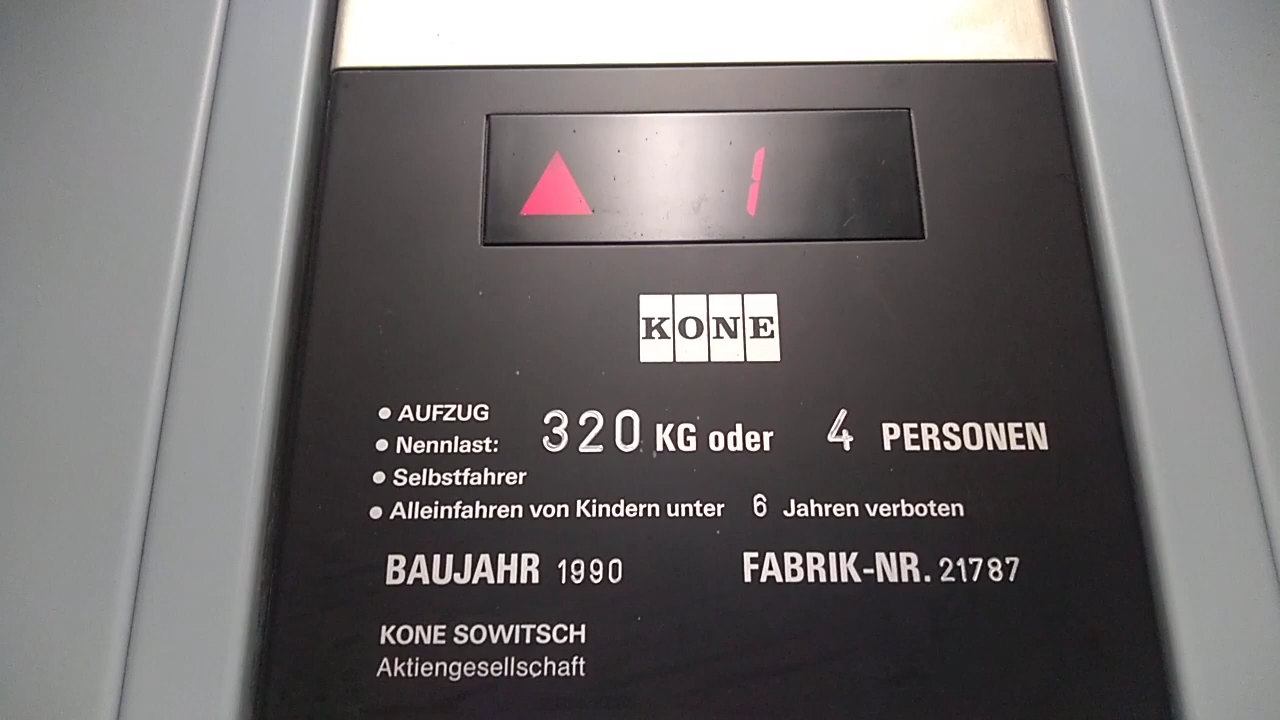 1
KONE
• AUFZUG
• Nennlast: 320 KG oder 4 PERSONEN
• Selbstfahrer
• Alleinfahren von Kindern unter 6 Jahren verboten
BAUJAHR 1990 FABRIK-NR. 21787
KONE SOWITSCH
Aktiengesellschaft